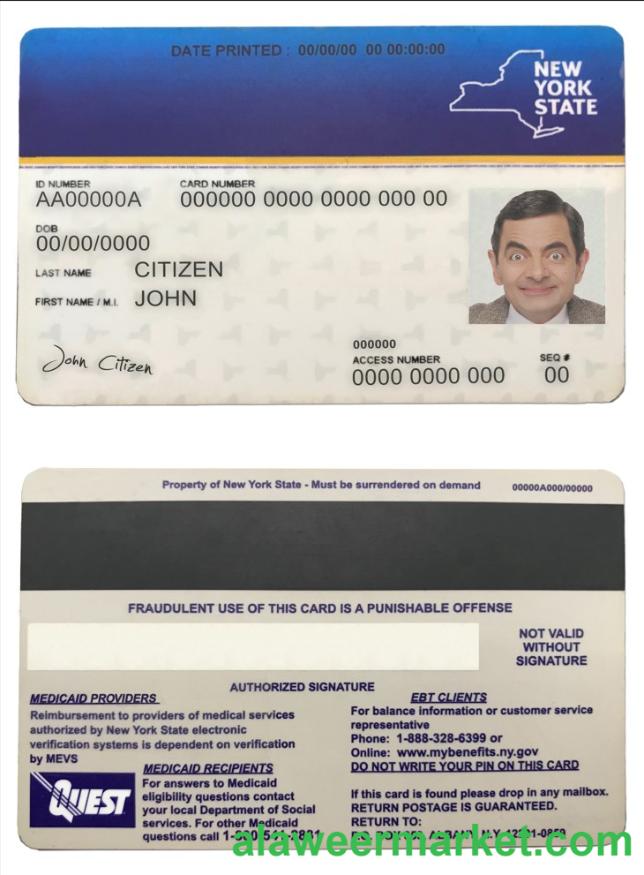 DATE PRINTED : 00/00/00 00 00:00:00
NEW
YORK
STATE
ID NUMBER
AA00000A
CARD NUMBER
000000 0000 0000 000 00
DOB
00/00/0000
LAST NAME CITIZEN
FIRST NAME / M.I. JOHN
John Citizen
000000
ACCESS NUMBER
0000 0000 000
SEQ #
00
Property of New York State - Must be surrendered on demand 00000A000/00000
FRAUDULENT USE OF THIS CARD IS A PUNISHABLE OFFENSE
NOT VALID
WITHOUT
SIGNATURE
AUTHORIZED SIGNATURE
MEDICAID PROVIDERS
Reimbursement to providers of medical services
authorized by New York State electronic
verification systems is dependent on verification
by MEVS
QUEST
MEDICAID RECIPIENTS
For answers to Medicaid
eligibility questions contact
your local Department of Social
services. For other Medicaid
questions call
EBT CLIENTS
For balance information or customer service
representative
Phone: 1-888-328-6399 or
Online: www.mybenefits.ny.gov
DO NOT WRITE YOUR PIN ON THIS CARD
If this card is found please drop in any mailbox.
RETURN POSTAGE IS GUARANTEED.
RETURN TO:
alaweermarket.com